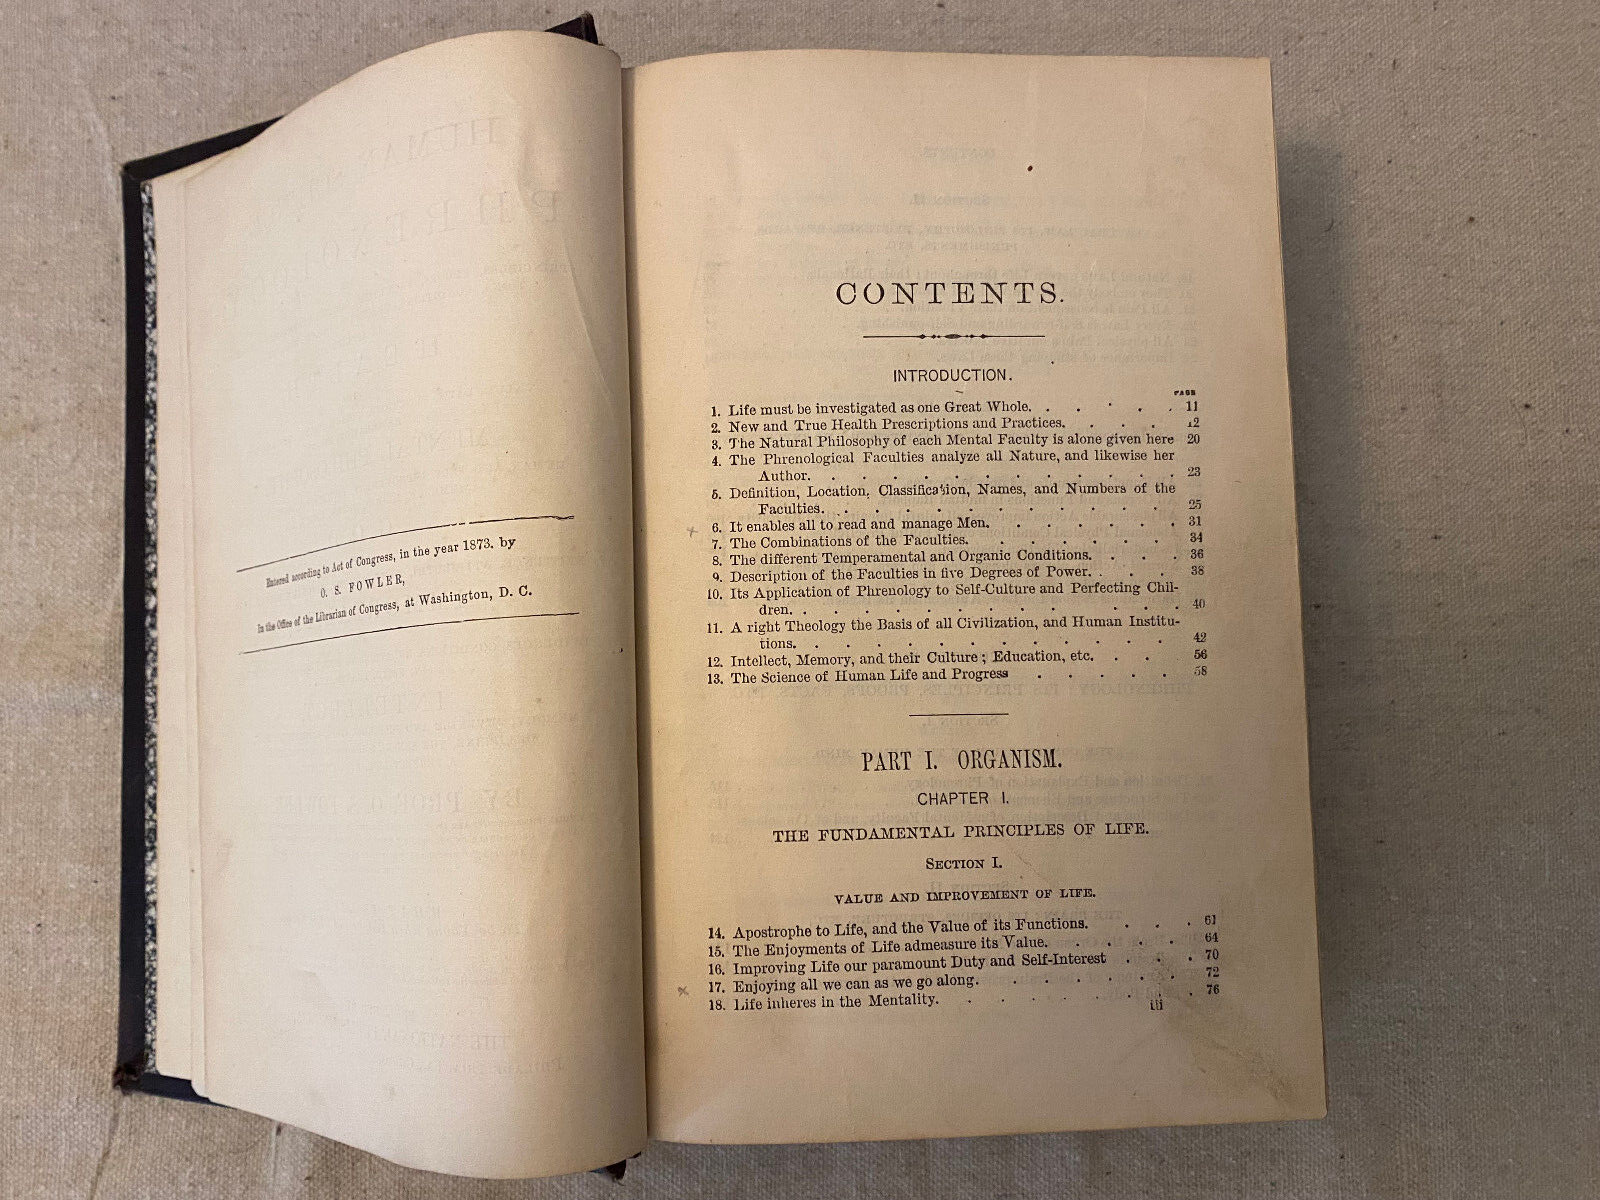 Entered according to Act of Congress, in the year 1873. by
O. S. FOWLER,
In the Office of the Librarian of Congress, at Washington, D. C.
CONTENTS.
INTRODUCTION.
PAGE
1. Life must be investigated as one Great Whole. . . . . . 11
2. New and True Health Prescriptions and Practices. . . . 12
3. The Natural Philosophy of each Mental Faculty is alone given here 20
4. The Phrenological Faculties analyze all Nature, and likewise her
Author. . . . . . . . . . . . . 23
5. Definition, Location, Classification, Names, and Numbers of the
Faculties. . . . . . . . . . . . 25
6. It enables all to read and manage Men. . . . . . . 31
7. The Combinations of the Faculties. . . . . . . 34
8. The different Temperamental and Organic Conditions. . . . 36
9. Description of the Faculties in five Degrees of Power. . . . 38
10. Its Application of Phrenology to Self-Culture and Perfecting Chil-
dren. . . . . . . . . . . . . 40
11. A right Theology the Basis of all Civilization, and Human Institu-
tions. . . . . . . . . . . . 42
12. Intellect, Memory, and their Culture; Education, etc. . . 56
13. The Science of Human Life and Progress . . . . . 58
PART I. ORGANISM.
CHAPTER I.
THE FUNDAMENTAL PRINCIPLES OF LIFE.
SECTION I.
VALUE AND IMPROVEMENT OF LIFE.
14. Apostrophe to Life, and the Value of its Functions. . . . 61
15. The Enjoyments of Life admeasure its Value. . . . . 64
16. Improving Life our paramount Duty and Self-Interest . . . 70
17. Enjoying all we can as we go along. . . . . . . 72
18. Life inheres in the Mentality. . . . . . . . 76
iii